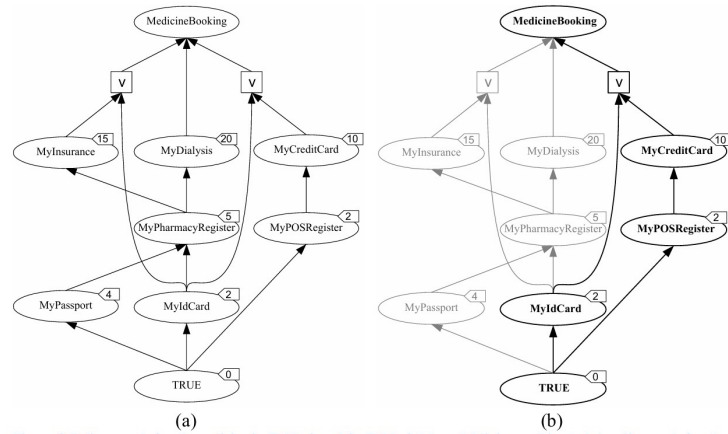 MedicineBooking
V
V
15
MyInsurance
20
MyDialysis
10
MyCreditCard
5
MyPharmacyRegister
2
MyPOSRegister
4
MyPassport
2
MyIdCard
0
TRUE
(a)
MedicineBooking
V
V
15
MyInsurance
20
MyDialysis
10
MyCreditCard
5
MyPharmacyRegister
2
MyPOSRegister
4
MyPassport
2
MyIdCard
0
TRUE
(b)